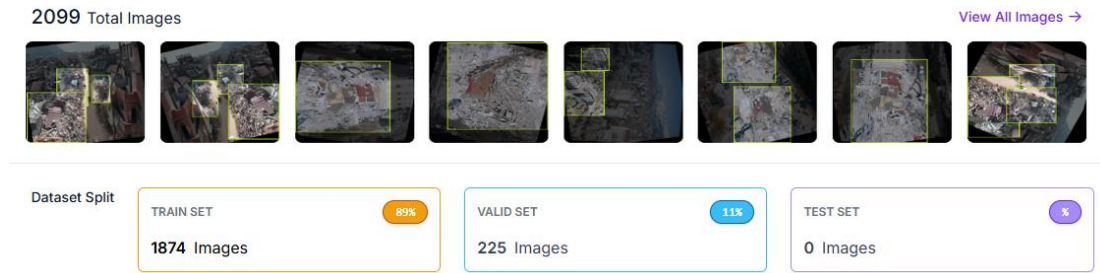 2099 Total Images
View All Images →
Dataset Split
TRAIN SET
89%
1874 Images
VALID SET
11%
225 Images
TEST SET
%
0 Images